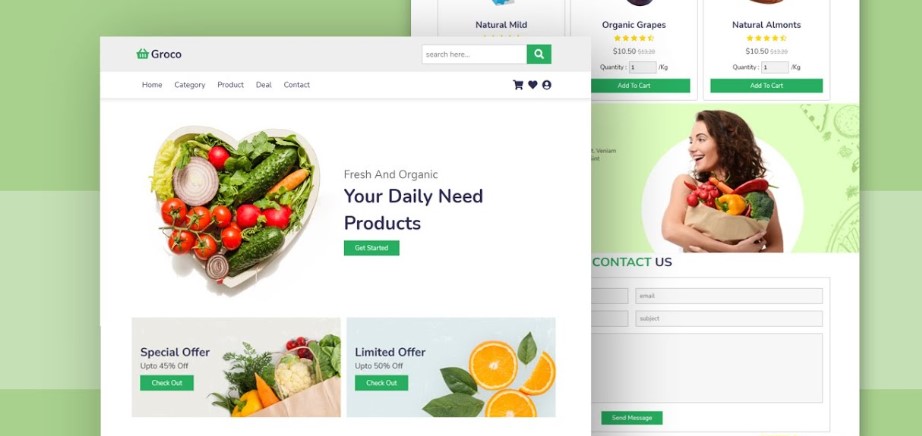 Groco
search here...
Home
Category
Product
Deal
Contact
Fresh And Organic
Your Daily Need
Products
Get Started
Special Offer
Upto 45% Off
Check Out
Limited Offer
Upto 50% Off
Check Out
Natural Mild
Organic Grapes
$10.50 $13.20
Quantity : 1 /Kg
Add To Cart
Natural Almonts
$10.50 $13.20
Quantity : 1 /Kg
Add To Cart
Veniam
CONTACT US
email
subject
Send Message